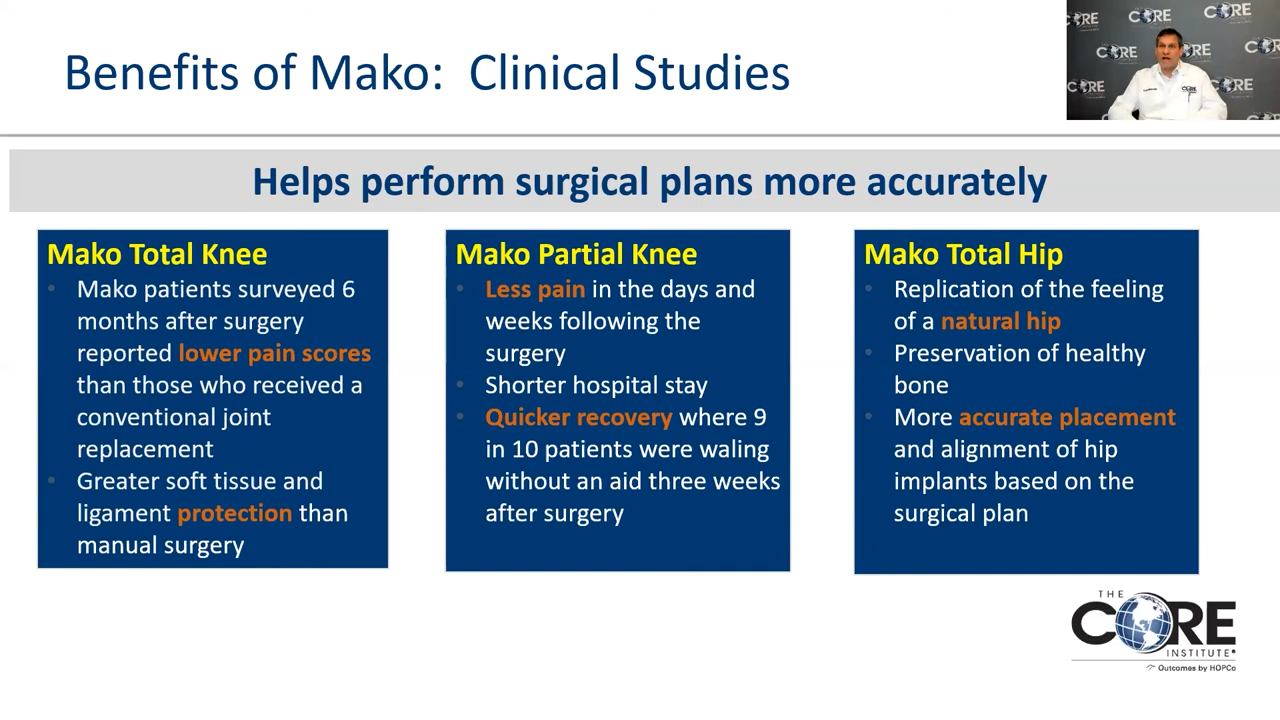 Benefits of Mako: Clinical Studies
Helps perform surgical plans more accurately
Mako Total Knee
• Mako patients surveyed 6
months after surgery
reported lower pain scores
than those who received a
conventional joint
replacement
• Greater soft tissue and
ligament protection than
manual surgery
Mako Partial Knee
• Less pain in the days and
weeks following the
surgery
• Shorter hospital stay
• Quicker recovery where 9
in 10 patients were waling
without an aid three weeks
after surgery
Mako Total Hip
• Replication of the feeling
of a natural hip
• Preservation of healthy
bone
• More accurate placement
and alignment of hip
implants based on the
surgical plan
THE
CORE
INSTITUTE
Outcomes by HOPCo
CORE
CORE
CORE
CORE
CORE